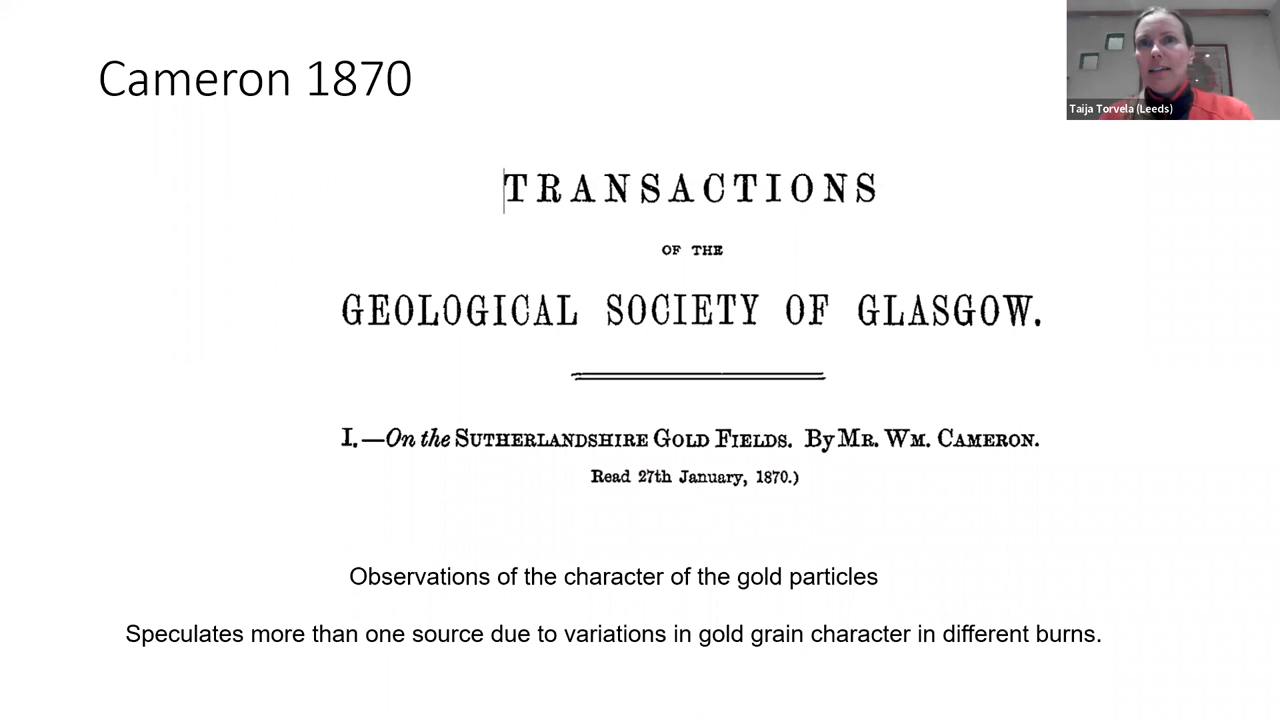 Cameron 1870
Taija Torvela (Leeds)
TRANSACTIONS
OF THE
GEOLOGICAL SOCIETY OF GLASGOW.
I.—On the SUTHERLANDSHIRE GOLD FIELDS. By MR. WM. CAMERON.
Read 27th January, 1870.)
Observations of the character of the gold particles
Speculates more than one source due to variations in gold grain character in different burns.